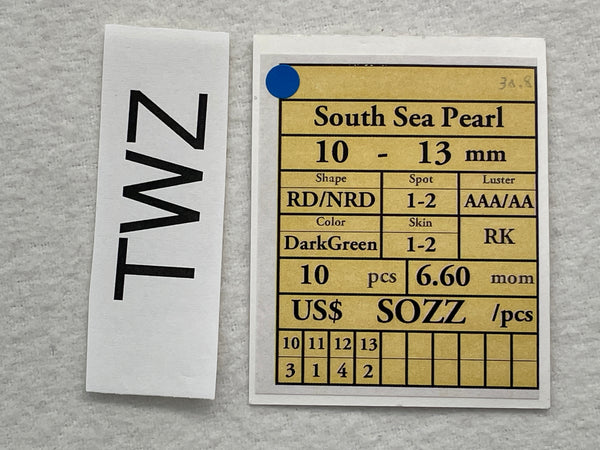 TWZ
South Sea Pearl
10 - 13 mm
Shape Spot Luster
RD/NRD 1-2 AAA/AA
Color Skin RK
DarkGreen 1-2
10 pcs 6.60 mom
US$ SOZZ /pcs
10 11 12 13
3 1 4 2